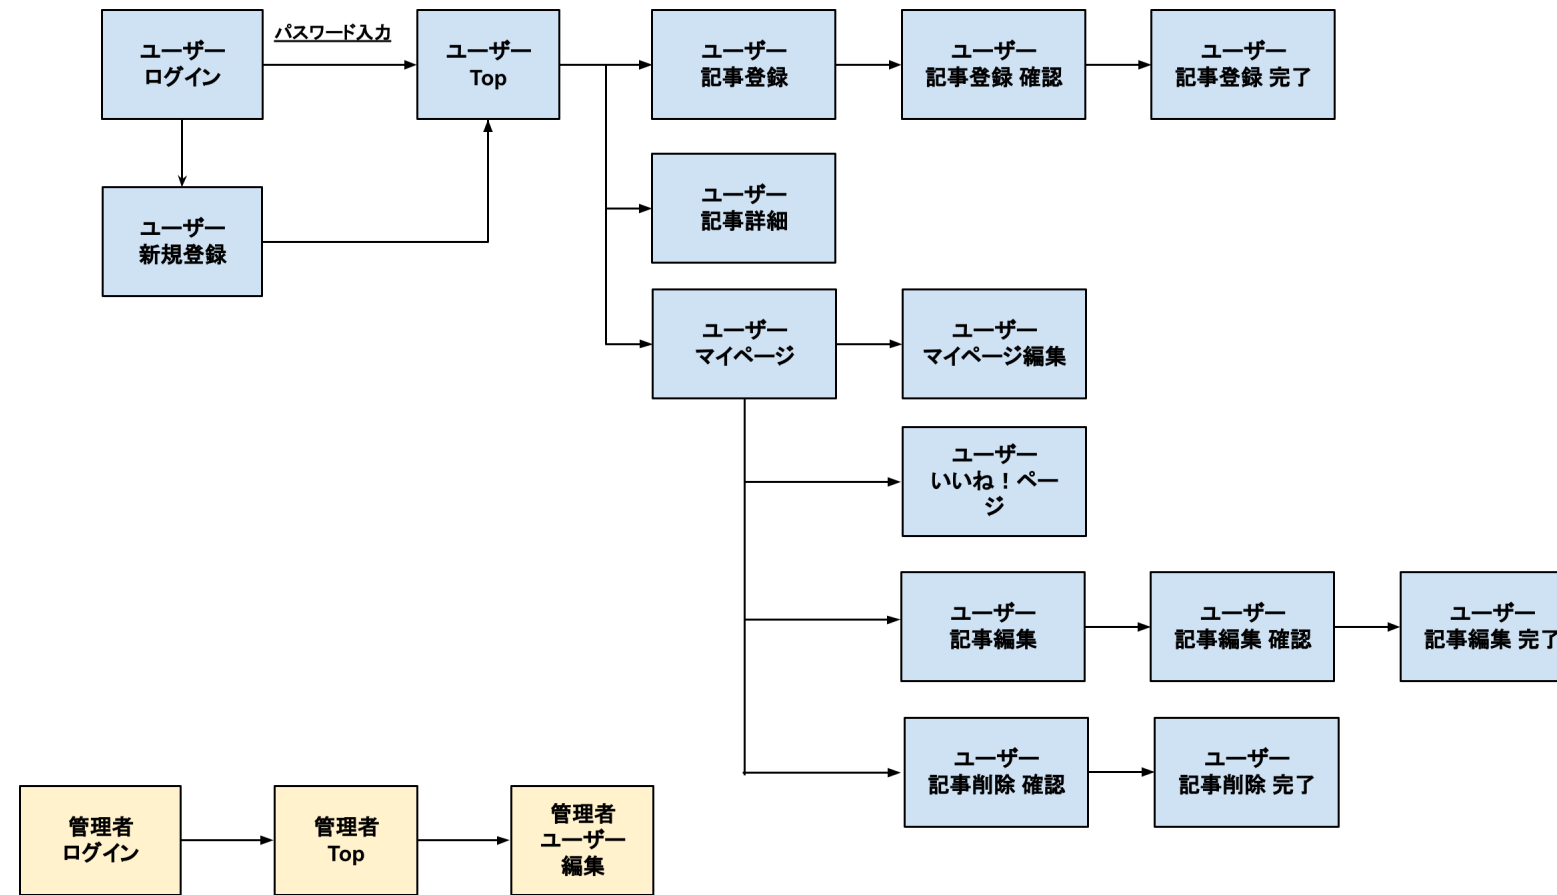 ユーザー
ログイン
パスワード入力
ユーザー
Top
ユーザー
記事登録
ユーザー
記事登録 確認
ユーザー
記事登録 完了
ユーザー
新規登録
ユーザー
記事詳細
ユーザー
マイページ
ユーザー
マイページ編集
ユーザー
いいね！ペー
ジ
ユーザー
記事編集
ユーザー
記事編集 確認
ユーザー
記事編集 完了
ユーザー
記事削除 確認
ユーザー
記事削除 完了
管理者
ログイン
管理者
Top
管理者
ユーザー
編集